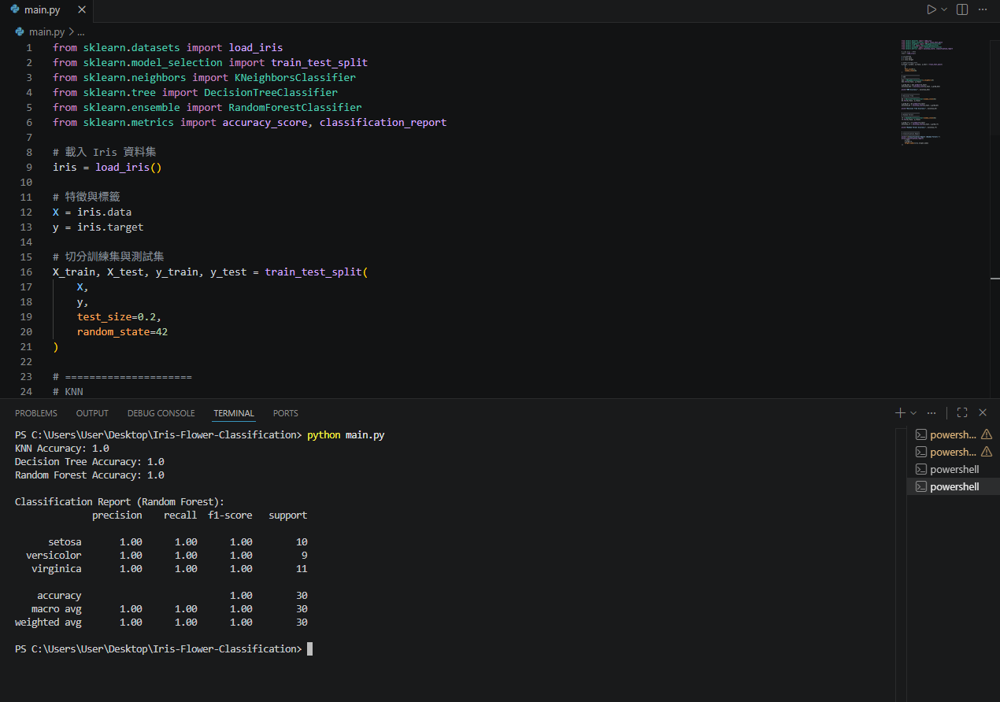 main.py
main.py > ...
1 from sklearn.datasets import load_iris
2 from sklearn.model_selection import train_test_split
3 from sklearn.neighbors import KNeighborsClassifier
4 from sklearn.tree import DecisionTreeClassifier
5 from sklearn.ensemble import RandomForestClassifier
6 from sklearn.metrics import accuracy_score, classification_report
7
8 # 載入 Iris 資料集
9 iris = load_iris()
10
11 # 特徵與標籤
12 X = iris.data
13 y = iris.target
14
15 # 切分訓練集與測試集
16 X_train, X_test, y_train, y_test = train_test_split(
17     X,
18     y,
19     test_size=0.2,
20     random_state=42
21 )
22
23 # =====================
24 # KNN
PROBLEMS OUTPUT DEBUG CONSOLE TERMINAL PORTS
PS C:\Users\User\Desktop\Iris-Flower-Classification> python main.py
KNN Accuracy: 1.0
Decision Tree Accuracy: 1.0
Random Forest Accuracy: 1.0
Classification Report (Random Forest):
precision recall f1-score support
setosa 1.00 1.00 1.00 10
versicolor 1.00 1.00 1.00 9
virginica 1.00 1.00 1.00 11
accuracy 1.00 30
macro avg 1.00 1.00 1.00 30
weighted avg 1.00 1.00 1.00 30
PS C:\Users\User\Desktop\Iris-Flower-Classification>
powersh...
powersh...
powershell
powershell